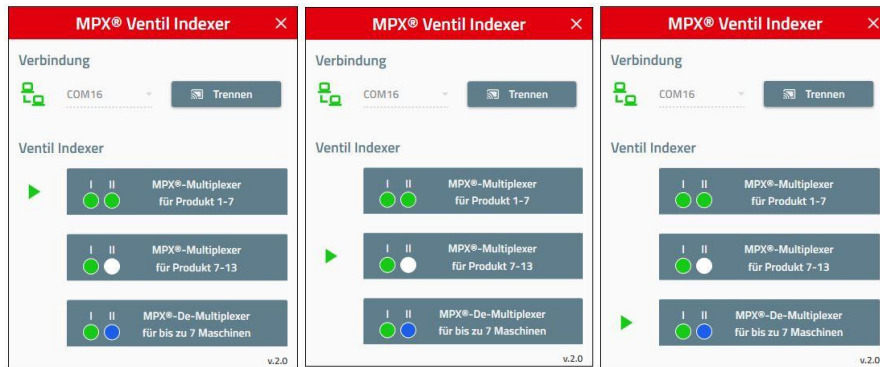 MPX® Ventil Indexer
Verbindung
COM16
Trennen
Ventil Indexer
I II
MPX®-Multiplexer
für Produkt 1-7
I II
MPX®-Multiplexer
für Produkt 7-13
I II
MPX®-De-Multiplexer
für bis zu 7 Maschinen
v.2.0
MPX® Ventil Indexer
Verbindung
COM16
Trennen
Ventil Indexer
I II
MPX®-Multiplexer
für Produkt 1-7
I II
MPX®-Multiplexer
für Produkt 7-13
I II
MPX®-De-Multiplexer
für bis zu 7 Maschinen
v.2.0
MPX® Ventil Indexer
Verbindung
COM16
Trennen
Ventil Indexer
I II
MPX®-Multiplexer
für Produkt 1-7
I II
MPX®-Multiplexer
für Produkt 7-13
I II
MPX®-De-Multiplexer
für bis zu 7 Maschinen
v.2.0